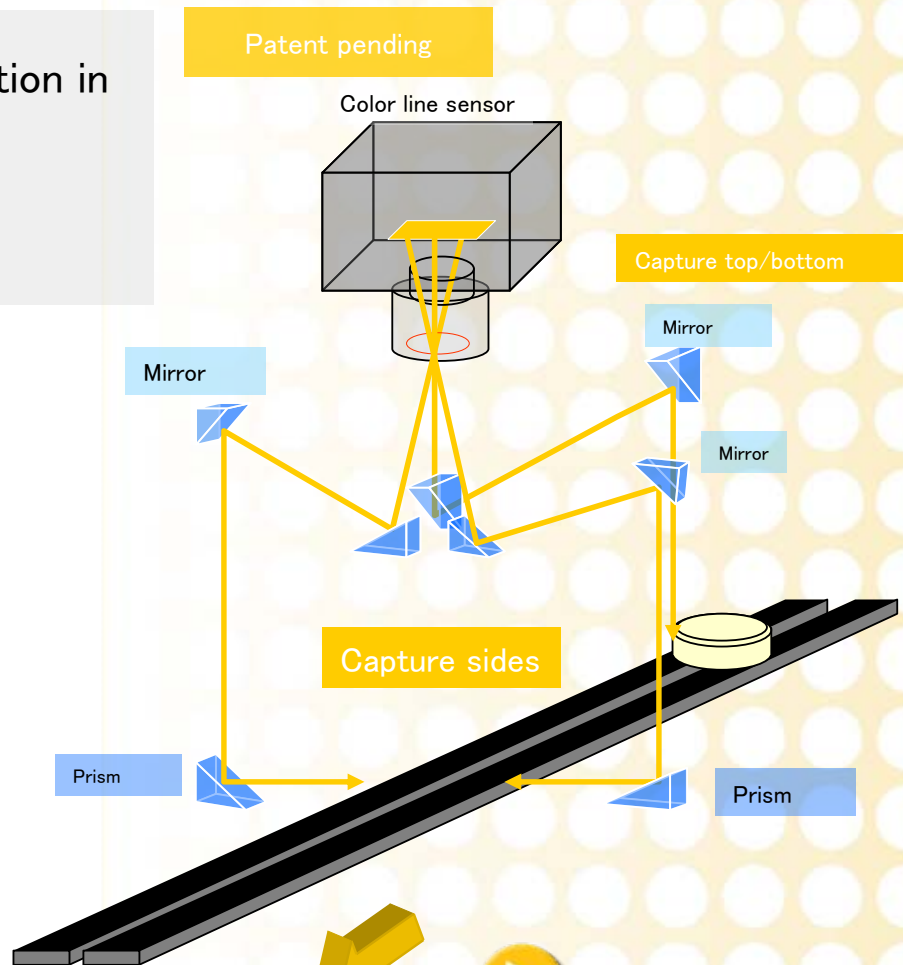 tion in
Patent pending
Color line sensor
Capture top/bottom
Mirror
Mirror
Mirror
Capture sides
Prism
Prism